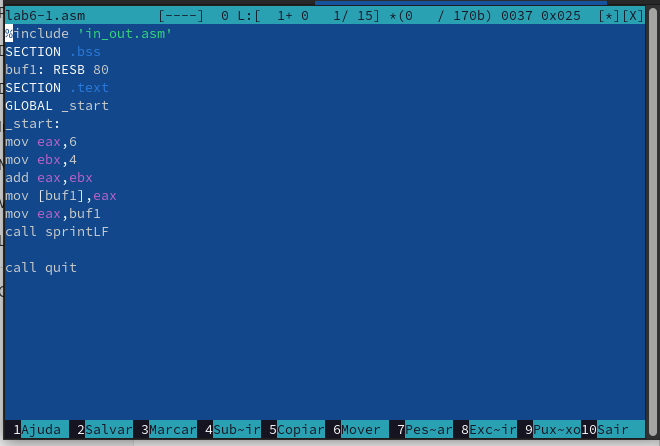 lab6-1.asm [----] 0 L:[ 1+ 0 1/ 15] *(0 / 170b) 0037 0x025 [*][X]
%include 'in_out.asm'
SECTION .bss
buf1: RESB 80
SECTION .text
GLOBAL _start
_start:
mov eax,6
mov ebx,4
add eax,ebx
mov [buf1],eax
mov eax,buf1
call sprintLF
call quit
1Ajuda 2Salvar 3Marcar 4Sub~ir 5Copiar 6Mover 7Pes~ar 8Exc~ir 9Pux~xo 10Sair